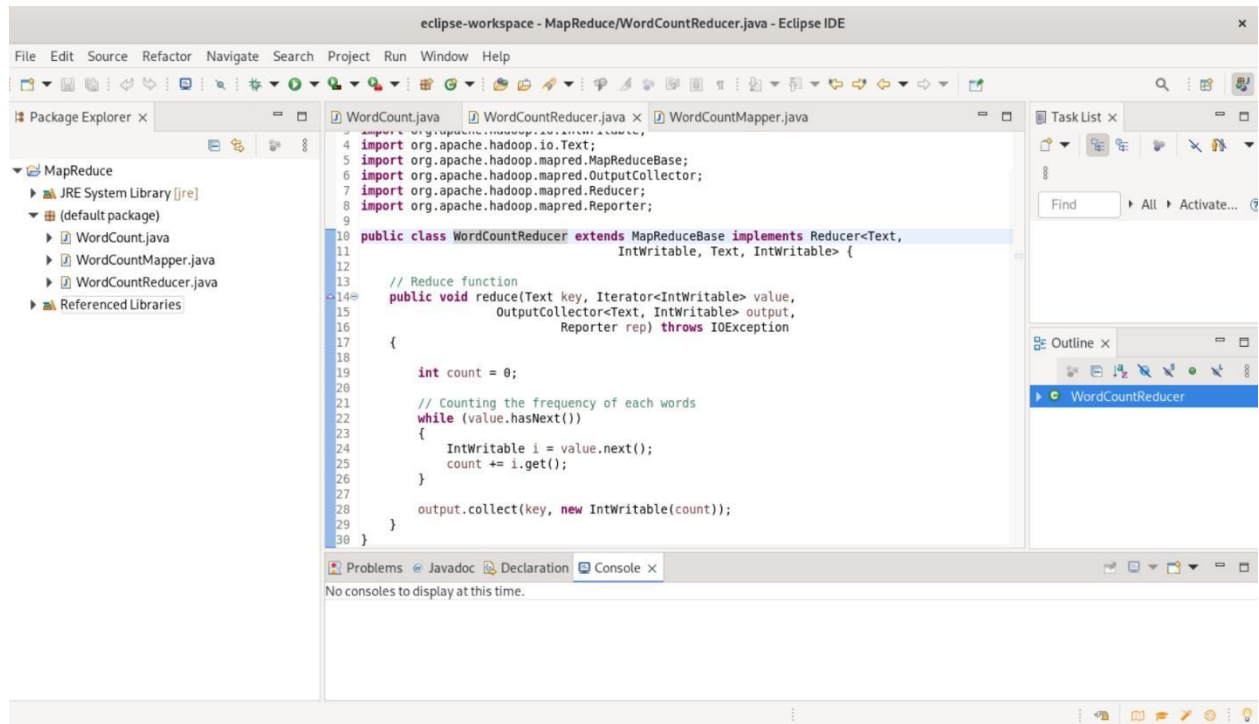 eclipse-workspace - MapReduce/WordCountReducer.java - Eclipse IDE
File Edit Source Refactor Navigate Search Project Run Window Help
Package Explorer
MapReduce
JRE System Library [jre]
(default package)
WordCount.java
WordCountMapper.java
WordCountReducer.java
Referenced Libraries
WordCount.java WordCountReducer.java WordCountMapper.java
3 import org.apache.hadoop.io.IntWritable;
4 import org.apache.hadoop.io.Text;
5 import org.apache.hadoop.mapred.MapReduceBase;
6 import org.apache.hadoop.mapred.OutputCollector;
7 import org.apache.hadoop.mapred.Reducer;
8 import org.apache.hadoop.mapred.Reporter;
9
10 public class WordCountReducer extends MapReduceBase implements Reducer<Text,
11 IntWritable, Text, IntWritable> {
12
13 // Reduce function
14 public void reduce(Text key, Iterator<IntWritable> value,
15 OutputCollector<Text, IntWritable> output,
16 Reporter rep) throws IOException
17 {
18
19 int count = 0;
20
21 // Counting the frequency of each words
22 while (value.hasNext())
23 {
24 IntWritable i = value.next();
25 count += i.get();
26 }
27
28 output.collect(key, new IntWritable(count));
29 }
30 }
Problems Javadoc Declaration Console
No consoles to display at this time.
Task List
Find All Activate...
Outline
WordCountReducer